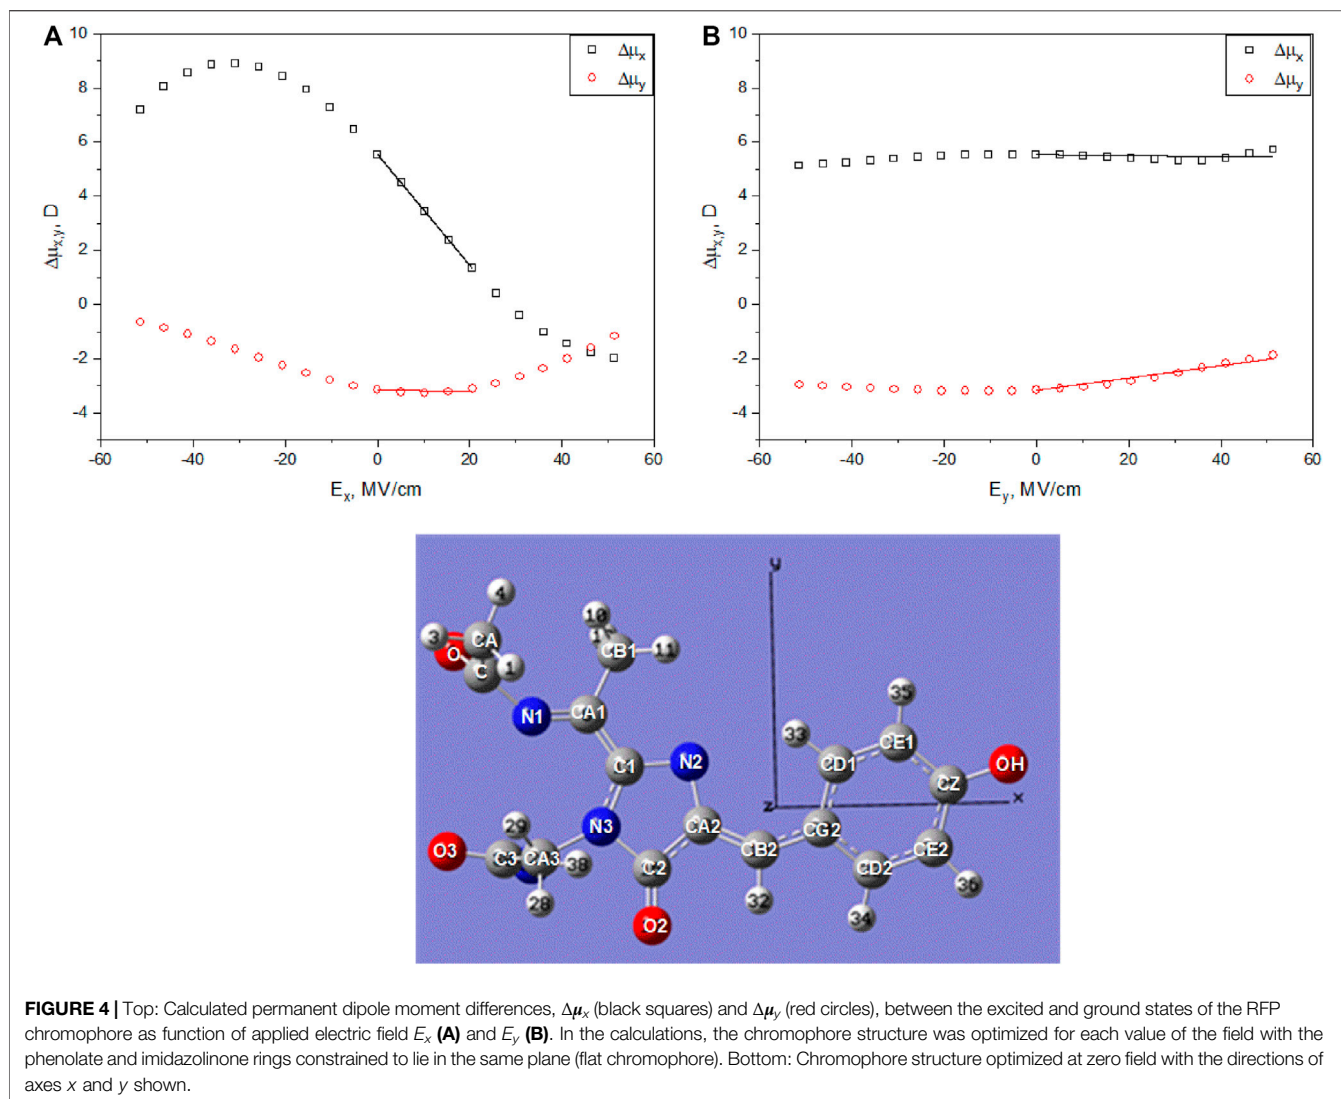 A
B
10
8
6
4
2
0
-2
-4
-60
-40
-20
0
20
40
60
Δμx,y, D
Ex, MV/cm
Δμx
Δμy
10
8
6
4
2
0
-2
-4
-60
-40
-20
0
20
40
60
Δμx,y, D
Ey, MV/cm
Δμx
Δμy
y
4
10
3
CA
O
1
CB1
11
C
1
35
N1
CA1
33
CE1
C1
N2
CD1
OH
CZ
z
x
29
N3
CA2
CG2
O3
C3
CA3
38
C2
CB2
CE2
CD2
36
28
32
34
O2
FIGURE 4 | Top: Calculated permanent dipole moment differences, Δμx (black squares) and Δμy (red circles), between the excited and ground states of the RFP
chromophore as function of applied electric field Ex (A) and Ey (B). In the calculations, the chromophore structure was optimized for each value of the field with the
phenolate and imidazolinone rings constrained to lie in the same plane (flat chromophore). Bottom: Chromophore structure optimized at zero field with the directions of
axes x and y shown.